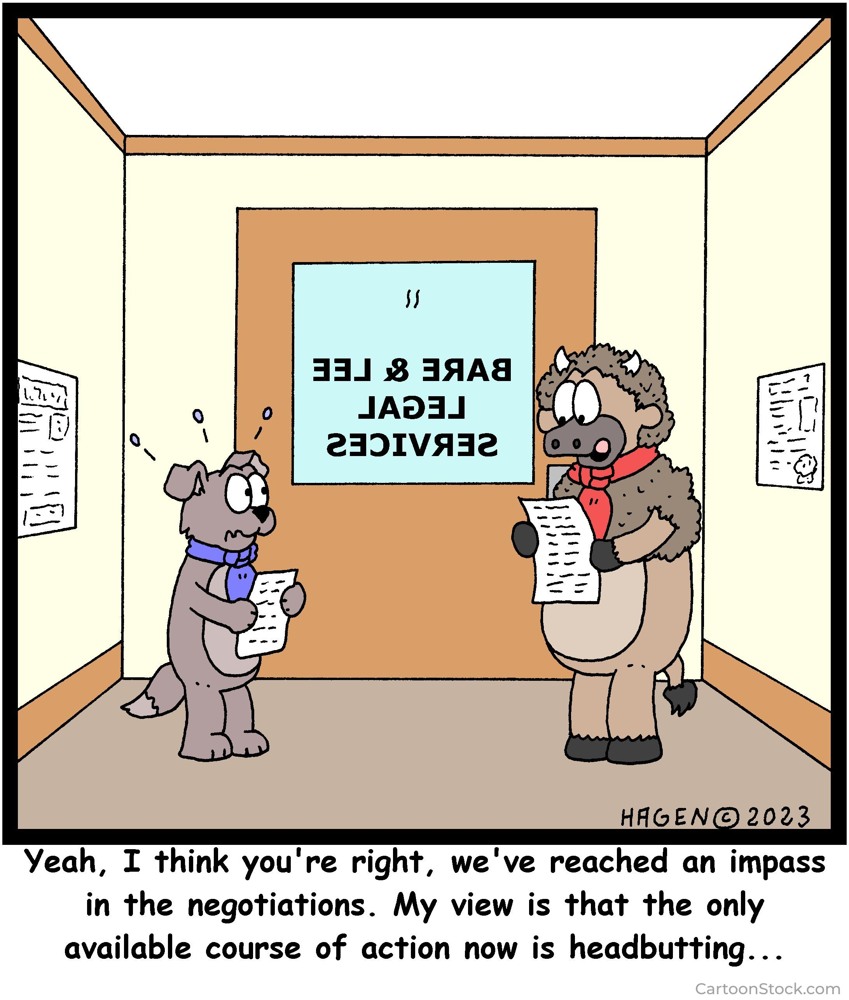 BARE & LEE
LEGAL
SERVICES
HAGEN © 2023
Yeah, I think you're right, we've reached an impass
in the negotiations. My view is that the only
available course of action now is headbutting...
CartoonStock.com